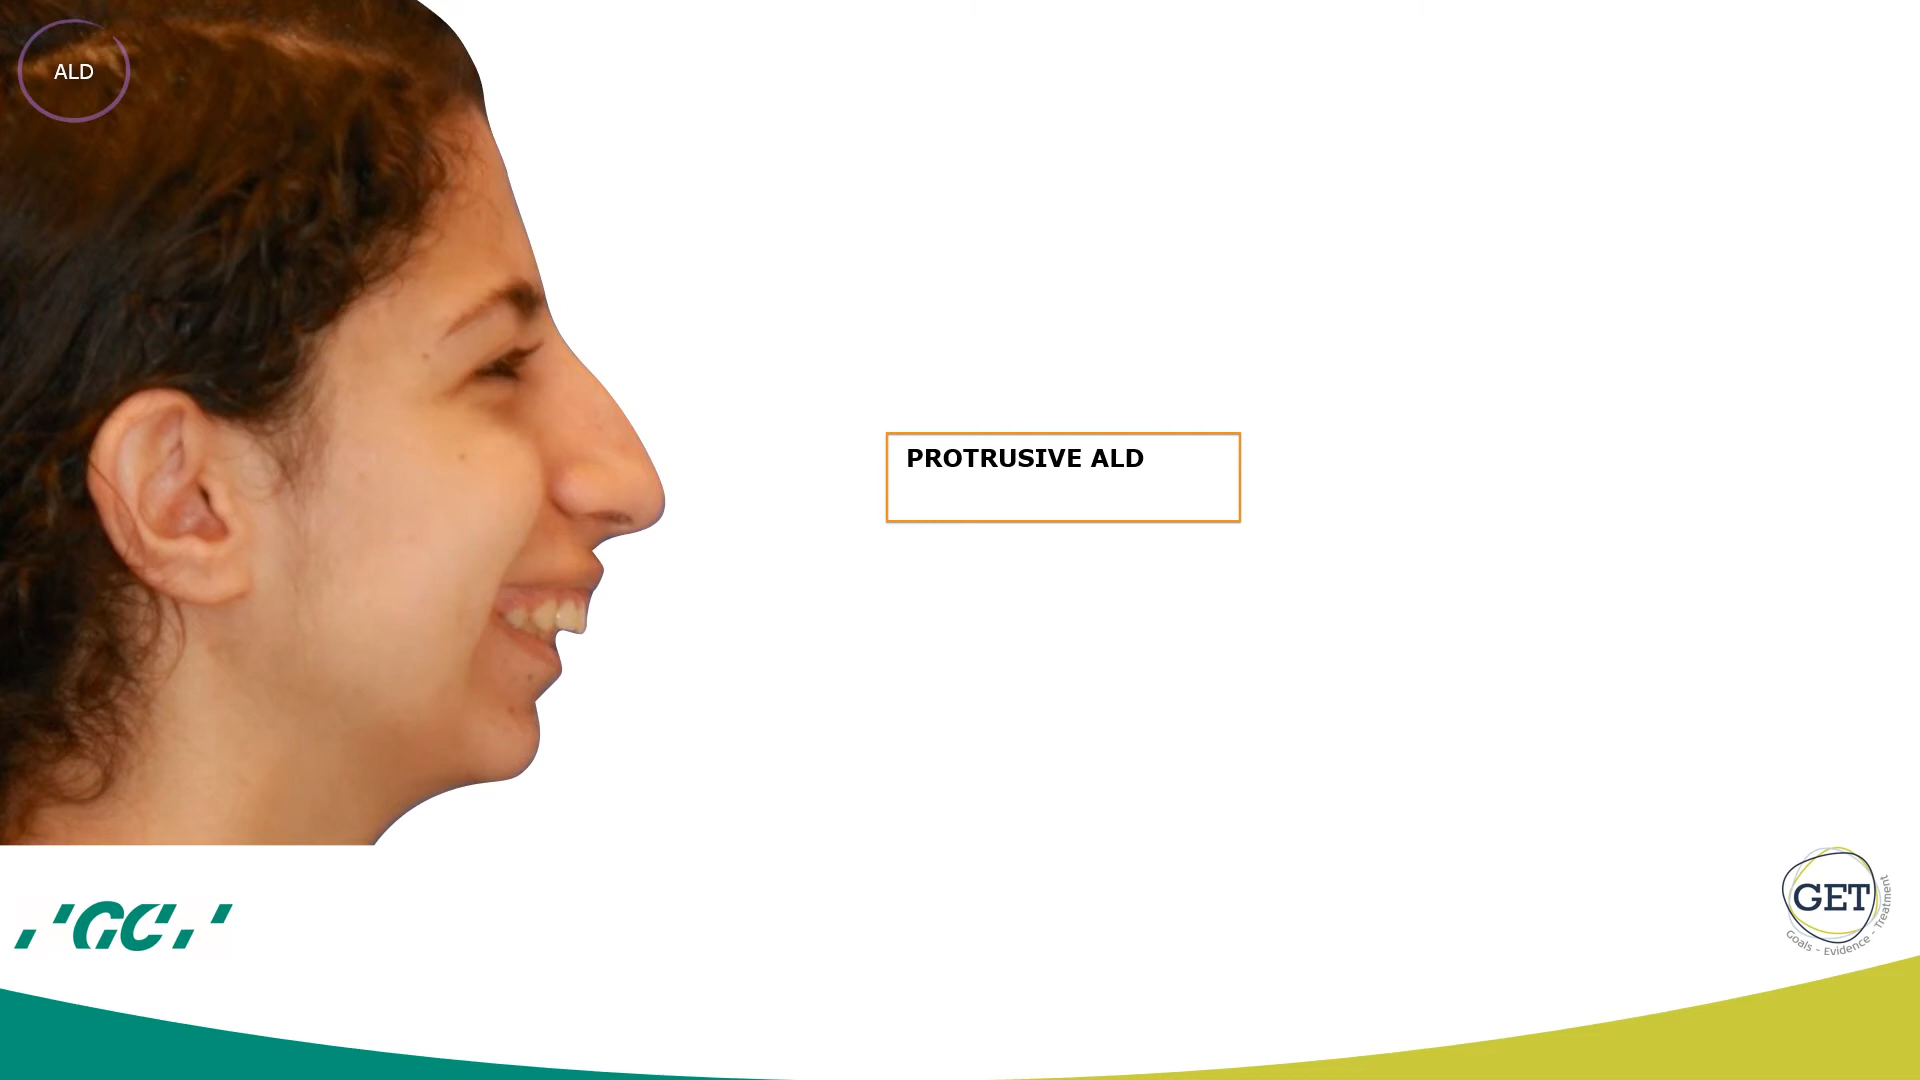 ALD
PROTRUSIVE ALD
GC
GET
Goals - Evidence - Treatment